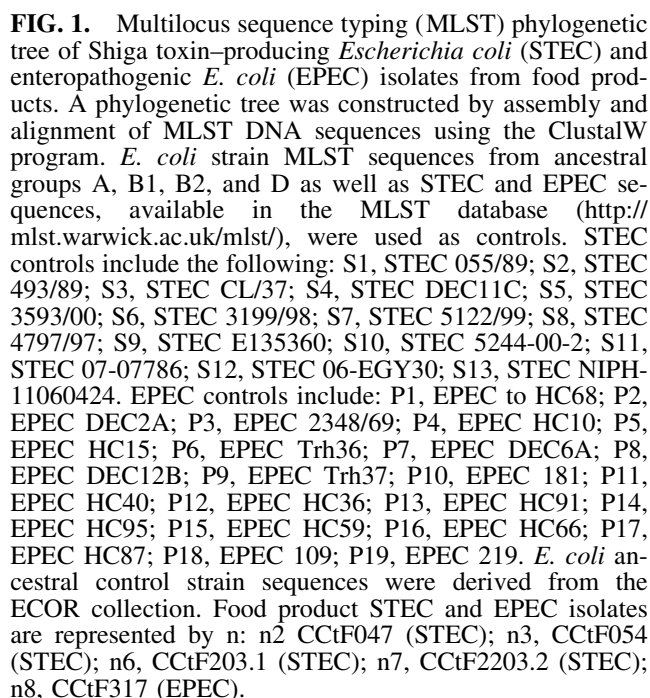 FIG. 1. Multilocus sequence typing (MLST) phylogenetic
tree of Shiga toxin–producing Escherichia coli (STEC) and
enteropathogenic E. coli (EPEC) isolates from food prod-
ucts. A phylogenetic tree was constructed by assembly and
alignment of MLST DNA sequences using the ClustalW
program. E. coli strain MLST sequences from ancestral
groups A, B1, B2, and D as well as STEC and EPEC se-
quences, available in the MLST database (http://
mlst.warwick.ac.uk/mlst/), were used as controls. STEC
controls include the following: S1, STEC 055/89; S2, STEC
493/89; S3, STEC CL/37; S4, STEC DEC11C; S5, STEC
3593/00; S6, STEC 3199/98; S7, STEC 5122/99; S8, STEC
4797/97; S9, STEC E135360; S10, STEC 5244-00-2; S11,
STEC 07-07786; S12, STEC 06-EGY30; S13, STEC NIPH-
11060424. EPEC controls include: P1, EPEC to HC68; P2,
EPEC DEC2A; P3, EPEC 2348/69; P4, EPEC HC10; P5,
EPEC HC15; P6, EPEC Trh36; P7, EPEC DEC6A; P8,
EPEC DEC12B; P9, EPEC Trh37; P10, EPEC 181; P11,
EPEC HC40; P12, EPEC HC36; P13, EPEC HC91; P14,
EPEC HC95; P15, EPEC HC59; P16, EPEC HC66; P17,
EPEC HC87; P18, EPEC 109; P19, EPEC 219. E. coli an-
cestral control strain sequences were derived from the
ECOR collection. Food product STEC and EPEC isolates
are represented by n: n2 CCtF047 (STEC); n3, CCtF054
(STEC); n6, CCtF203.1 (STEC); n7, CCtF2203.2 (STEC);
n8, CCtF317 (EPEC).